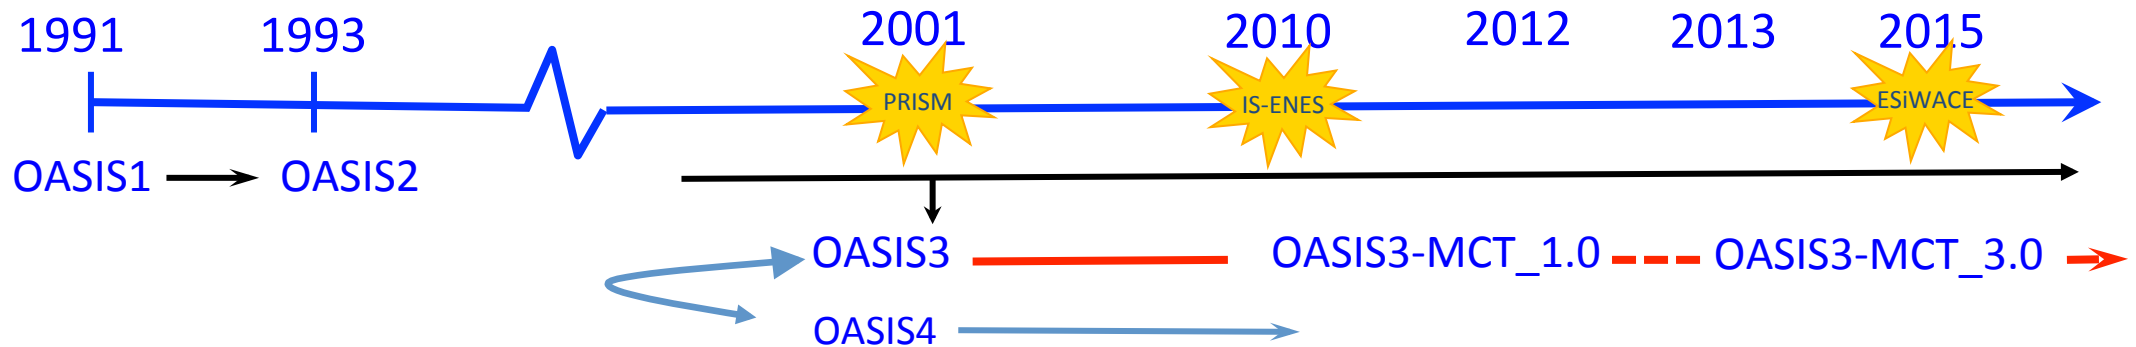 1991 1993 2001 2010 2012 2013 2015
PRISM IS-ENES ESiWACE
OASIS1 OASIS2
OASIS3 OASIS3-MCT_1.0 OASIS3-MCT_3.0
OASIS4